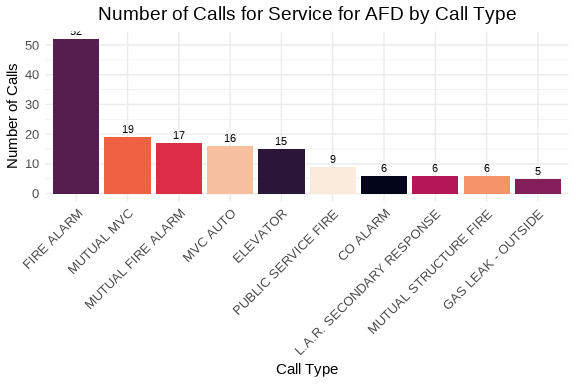 Number of Calls for Service for AFD by Call Type
Number of Calls
50
40
30
20
10
0
52
19
17
16
15
9
6
6
6
5
FIRE ALARM
MUTUAL MVC
MUTUAL FIRE ALARM
MVC AUTO
ELEVATOR
PUBLIC SERVICE FIRE
CO ALARM
L.A.R. SECONDARY RESPONSE
MUTUAL STRUCTURE FIRE
GAS LEAK - OUTSIDE
Call Type